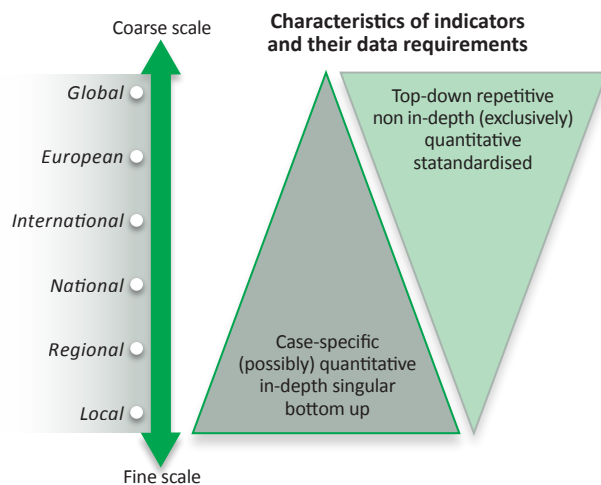 Coarse scale
Characteristics of indicators
and their data requirements
Global
European
International
National
Regional
Local
Fine scale
Top-down repetitive
non in-depth (exclusively)
quantitative
statandardised
Case-specific
(possibly) quantitative
in-depth singular
bottom up